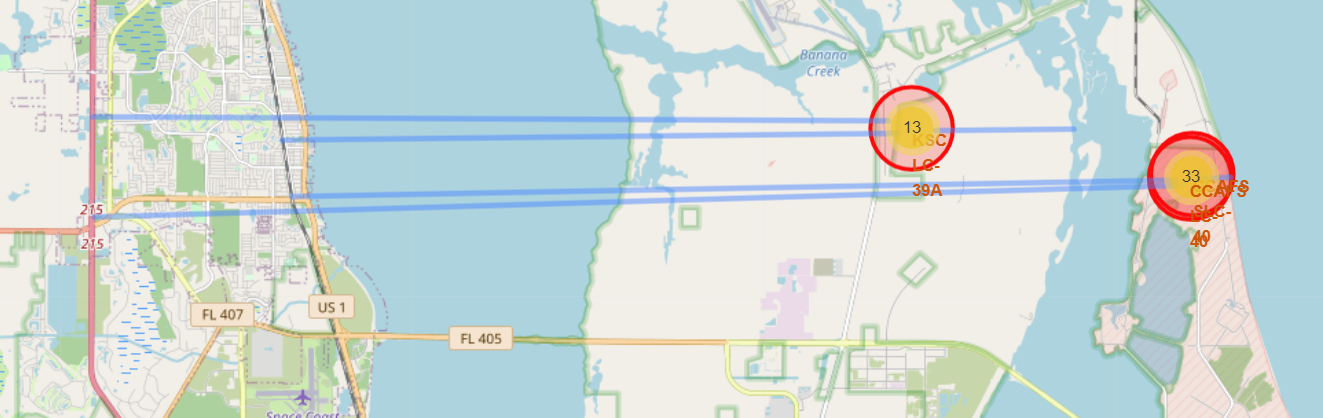 Banana
Creek
13
KSC
LC-
39A
33
CCAFS
SLC-
40
215
215
FL 407
US 1
FL 405
Space Coast